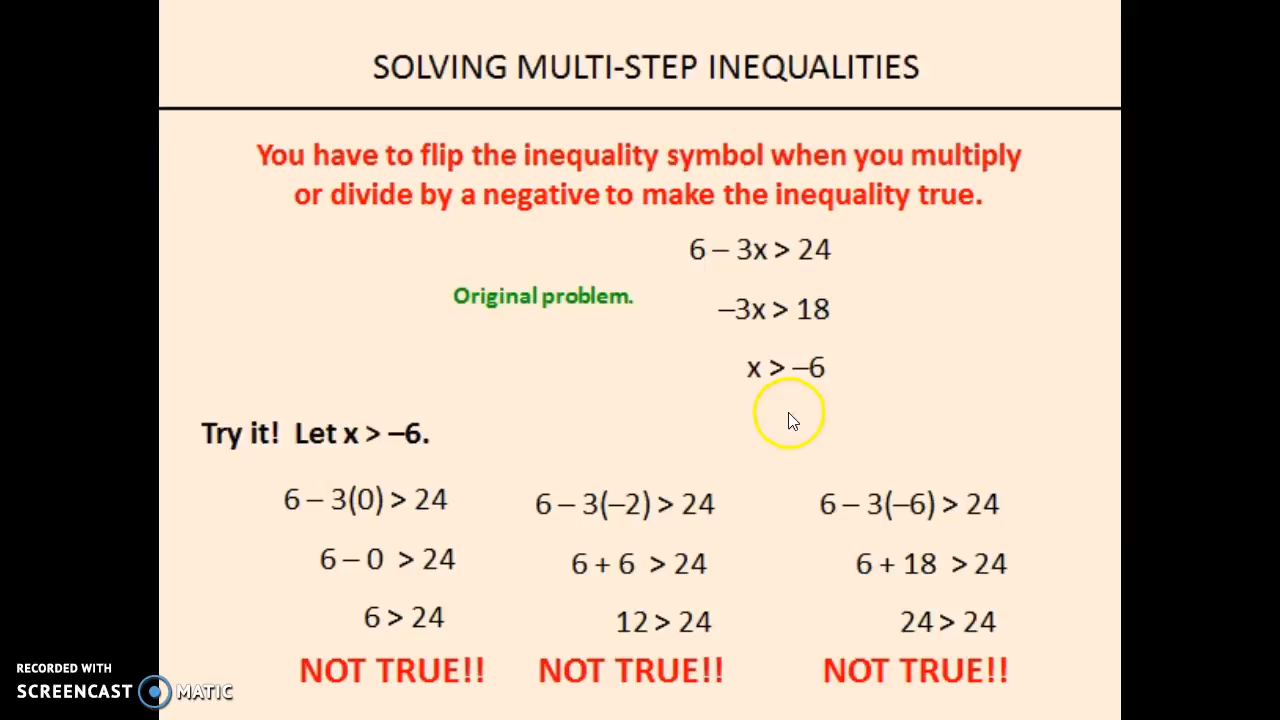 SOLVING MULTI-STEP INEQUALITIES
You have to flip the inequality symbol when you multiply
or divide by a negative to make the inequality true.
6 – 3x > 24
Original problem.
–3x > 18
x > –6
Try it!  Let x > –6.
6 – 3(0) > 24
6 – 0 > 24
6 > 24
NOT TRUE!!
6 – 3(–2) > 24
6 + 6 > 24
12 > 24
NOT TRUE!!
6 – 3(–6) > 24
6 + 18 > 24
24 > 24
NOT TRUE!!
RECORDED WITH
SCREENCAST MATIC